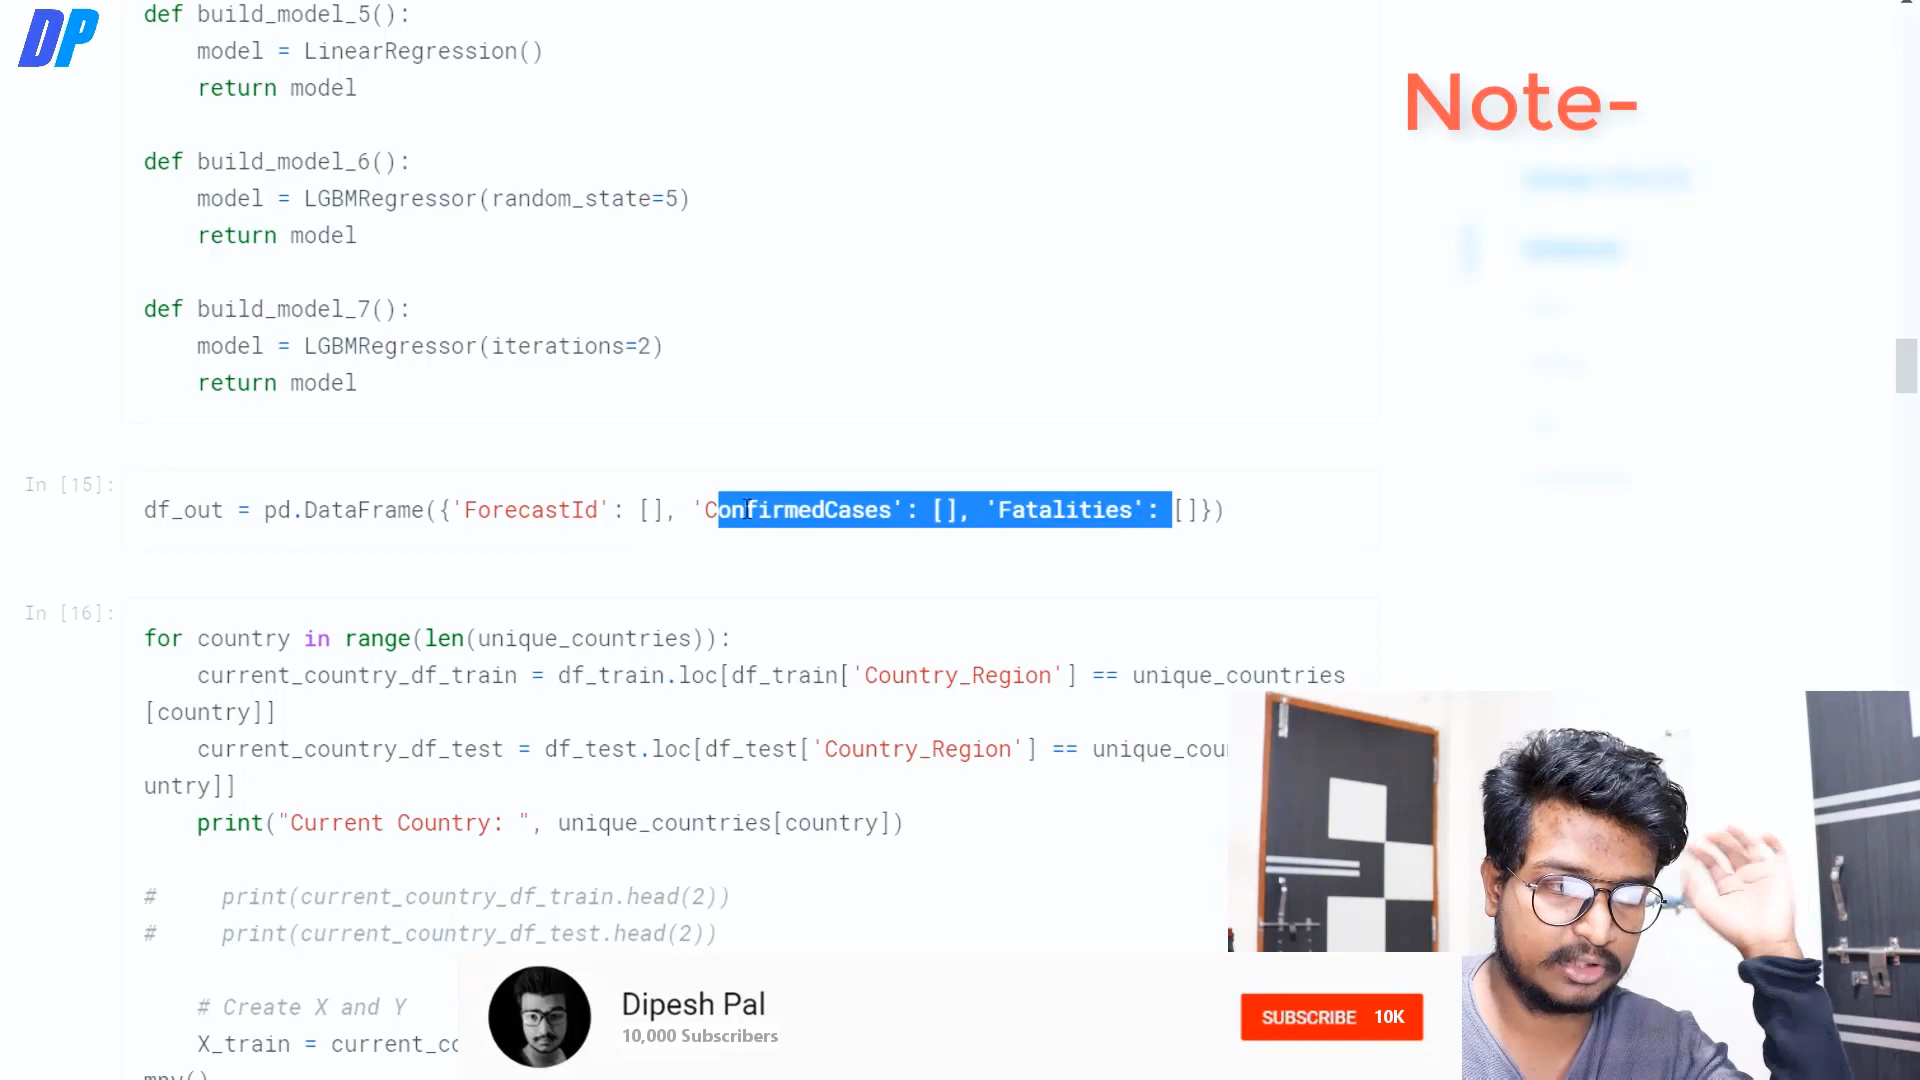 DP
def build_model_5():
model = LinearRegression()
return model
Note-
def build_model_6():
model = LGBMRegressor(random_state=5)
return model
def build_model_7():
model = LGBMRegressor(iterations=2)
return model
In [15]:
df_out = pd.DataFrame({'ForecastId': [], 'ConfirmedCases': [], 'Fatalities': []})
In [16]:
for country in range(len(unique_countries)):
current_country_df_train = df_train.loc[df_train['Country_Region'] == unique_countries
[country]]
current_country_df_test = df_test.loc[df_test['Country_Region'] == unique_cou
untry]]
print("Current Country: ", unique_countries[country])
# print(current_country_df_train.head(2))
# print(current_country_df_test.head(2))
# Create X and Y
X_train = current_co
Dipesh Pal
10,000 Subscribers
SUBSCRIBE 10K